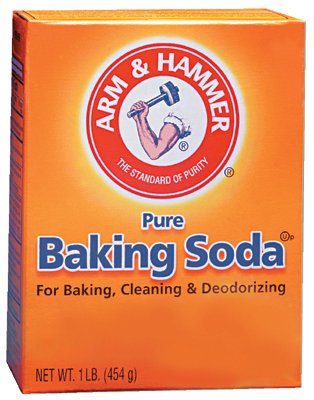 ARM & HAMMER
®
THE STANDARD OF PURITY
®
Pure
Baking Soda
For Baking, Cleaning & Deodorizing
NET WT. 1 LB. (454 g)